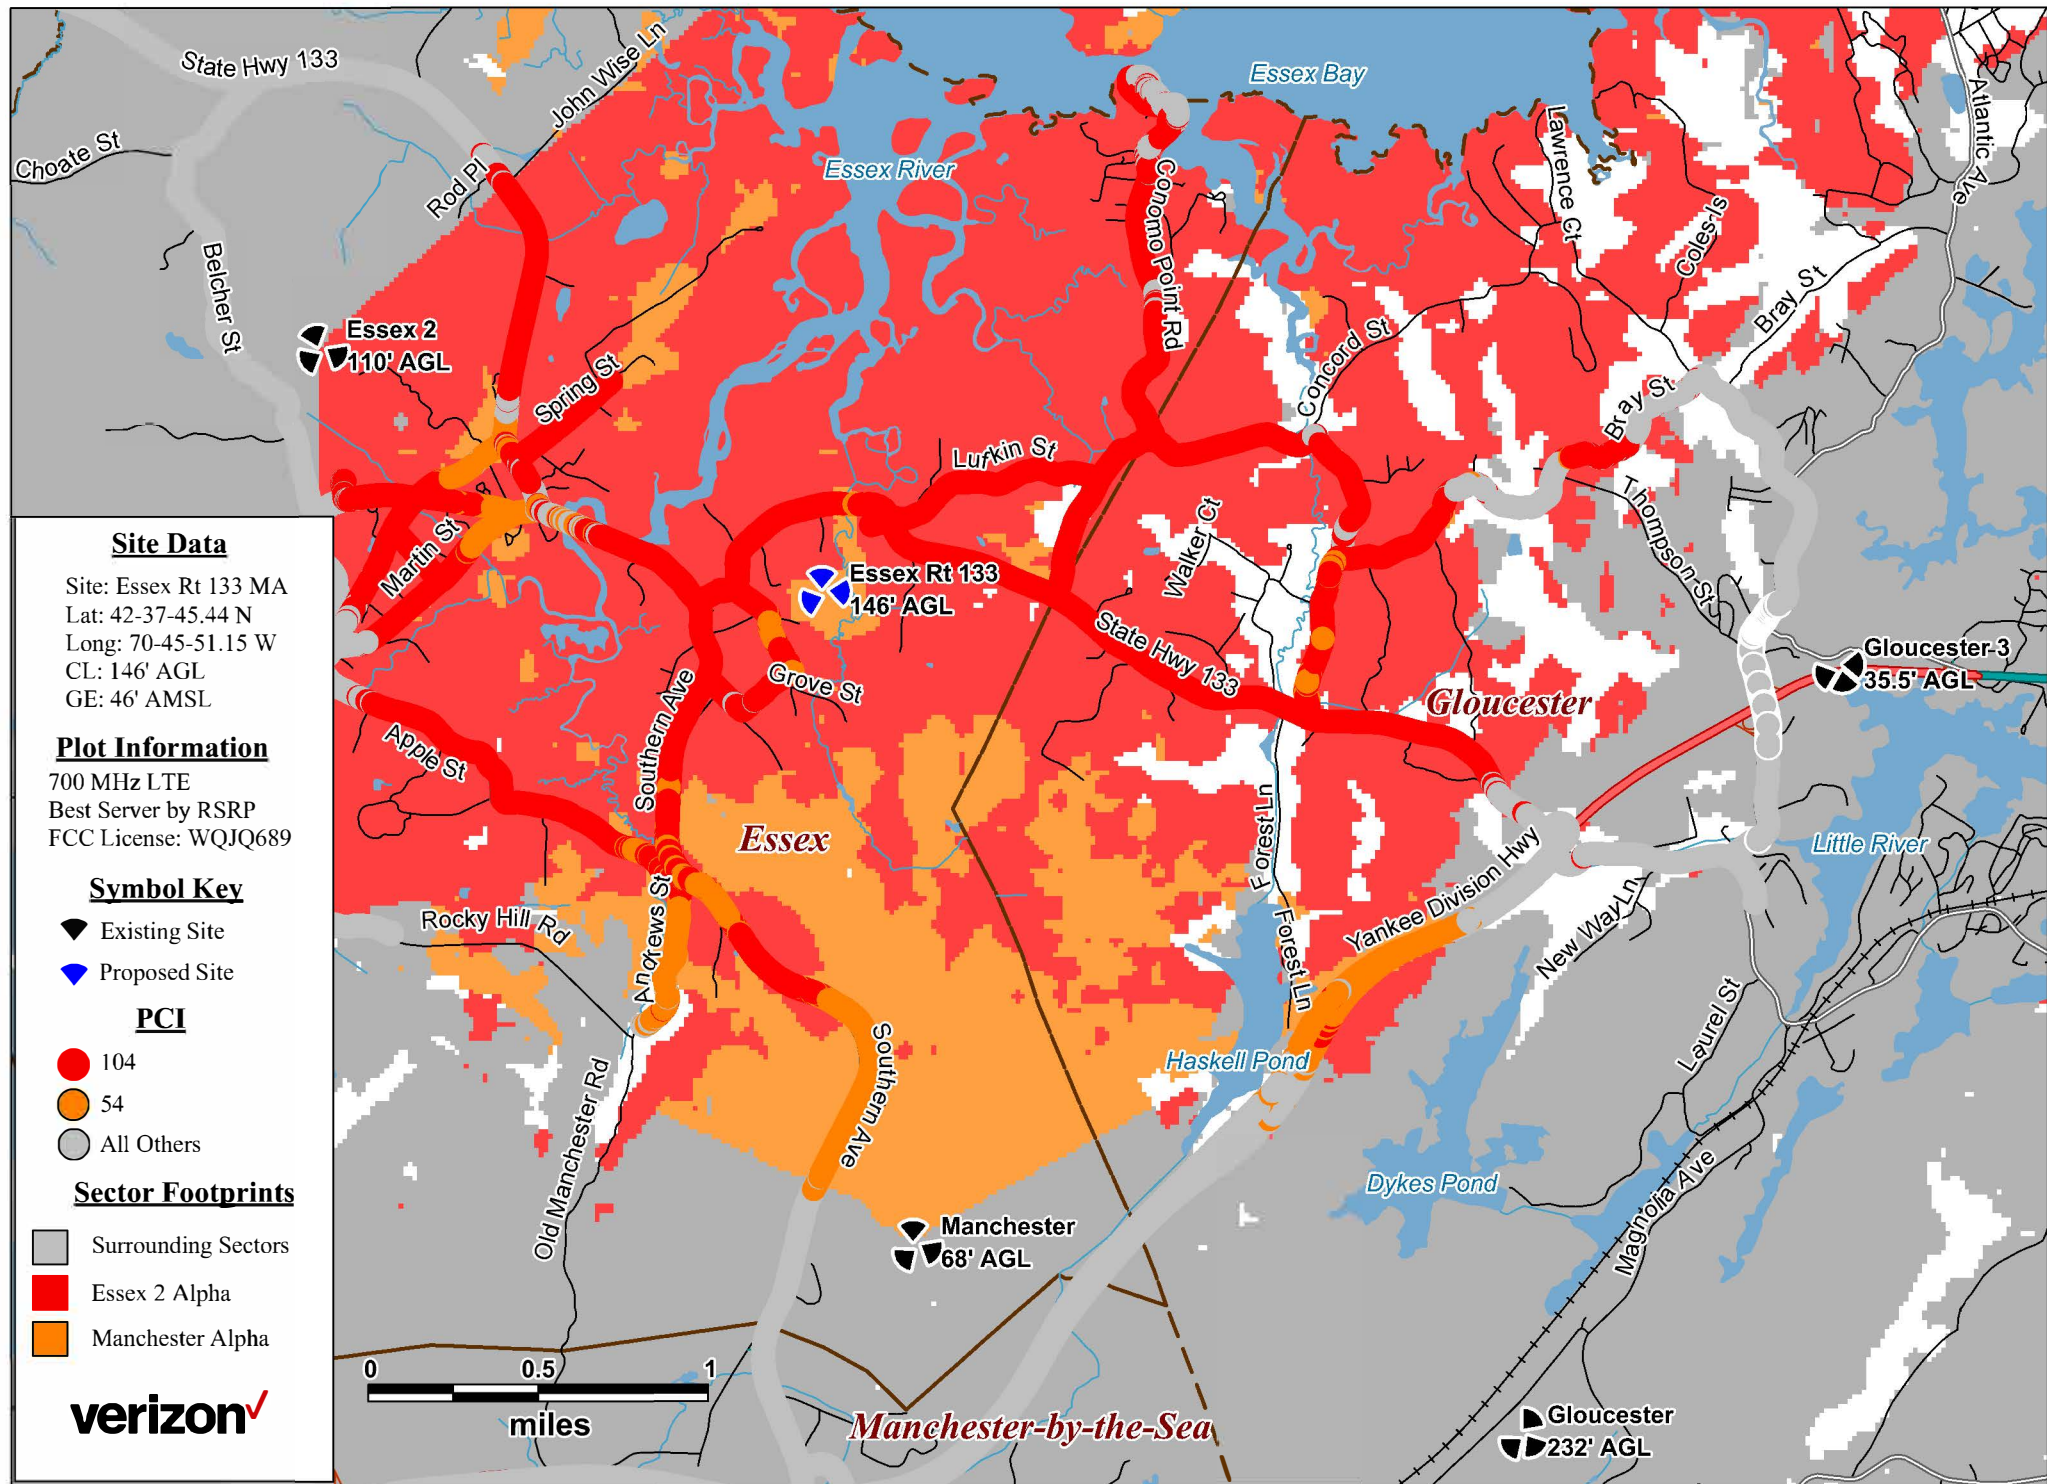 State Hwy 133
John Wise Ln
Essex Bay
Choate St
Rod Pl
Essex River
Conomo Point Rd
Lawrence Ct
Coles Is
Atlantic Ave
Belcher St
Bray St
Essex 2
110' AGL
Spring St
Concord St
Bray St
Lufkin St
Thompson St
Martin St
Walker Ct
Essex Rt 133
146' AGL
State Hwy 133
Grove St
Gloucester
Gloucester 3
35.5' AGL
Southern Ave
Apple St
Essex
Forest Ln
Little River
Rocky Hill Rd
Andrews St
Yankee Division Hwy
New Way Ln
Forest Ln
Laurel St
Southern Ave
Haskell Pond
Old Manchester Rd
Dykes Pond
Magnolia Ave
Manchester
68' AGL
Manchester-by-the-Sea
Gloucester
232' AGL
0 0.5 1
miles
Site Data
Site: Essex Rt 133 MA
Lat: 42-37-45.44 N
Long: 70-45-51.15 W
CL: 146' AGL
GE: 46' AMSL
Plot Information
700 MHz LTE
Best Server by RSRP
FCC License: WQJQ689
Symbol Key
Existing Site
Proposed Site
PCI
104
54
All Others
Sector Footprints
Surrounding Sectors
Essex 2 Alpha
Manchester Alpha
verizon